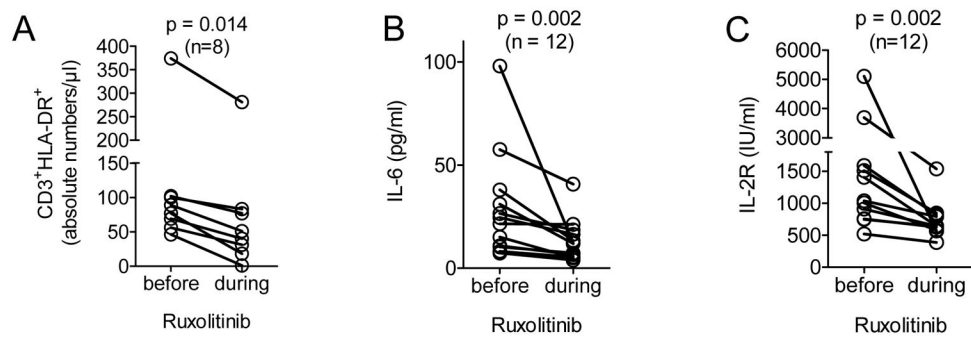 A
p = 0.014
(n=8)
CD3+HLA-DR+
(absolute numbers/µl)
400
350
300
250
200
150
100
50
0
before during
Ruxolitinib
B
p = 0.002
(n = 12)
IL-6 (pg/ml)
100
50
0
before during
Ruxolitinib
C
p = 0.002
(n=12)
IL-2R (IU/ml)
6000
5000
4000
3000
1500
1000
500
0
before during
Ruxolitinib